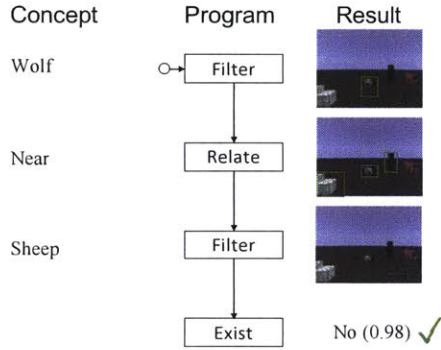 Concept Program Result
Wolf Filter
Near Relate
Sheep Filter
Exist No (0.98)